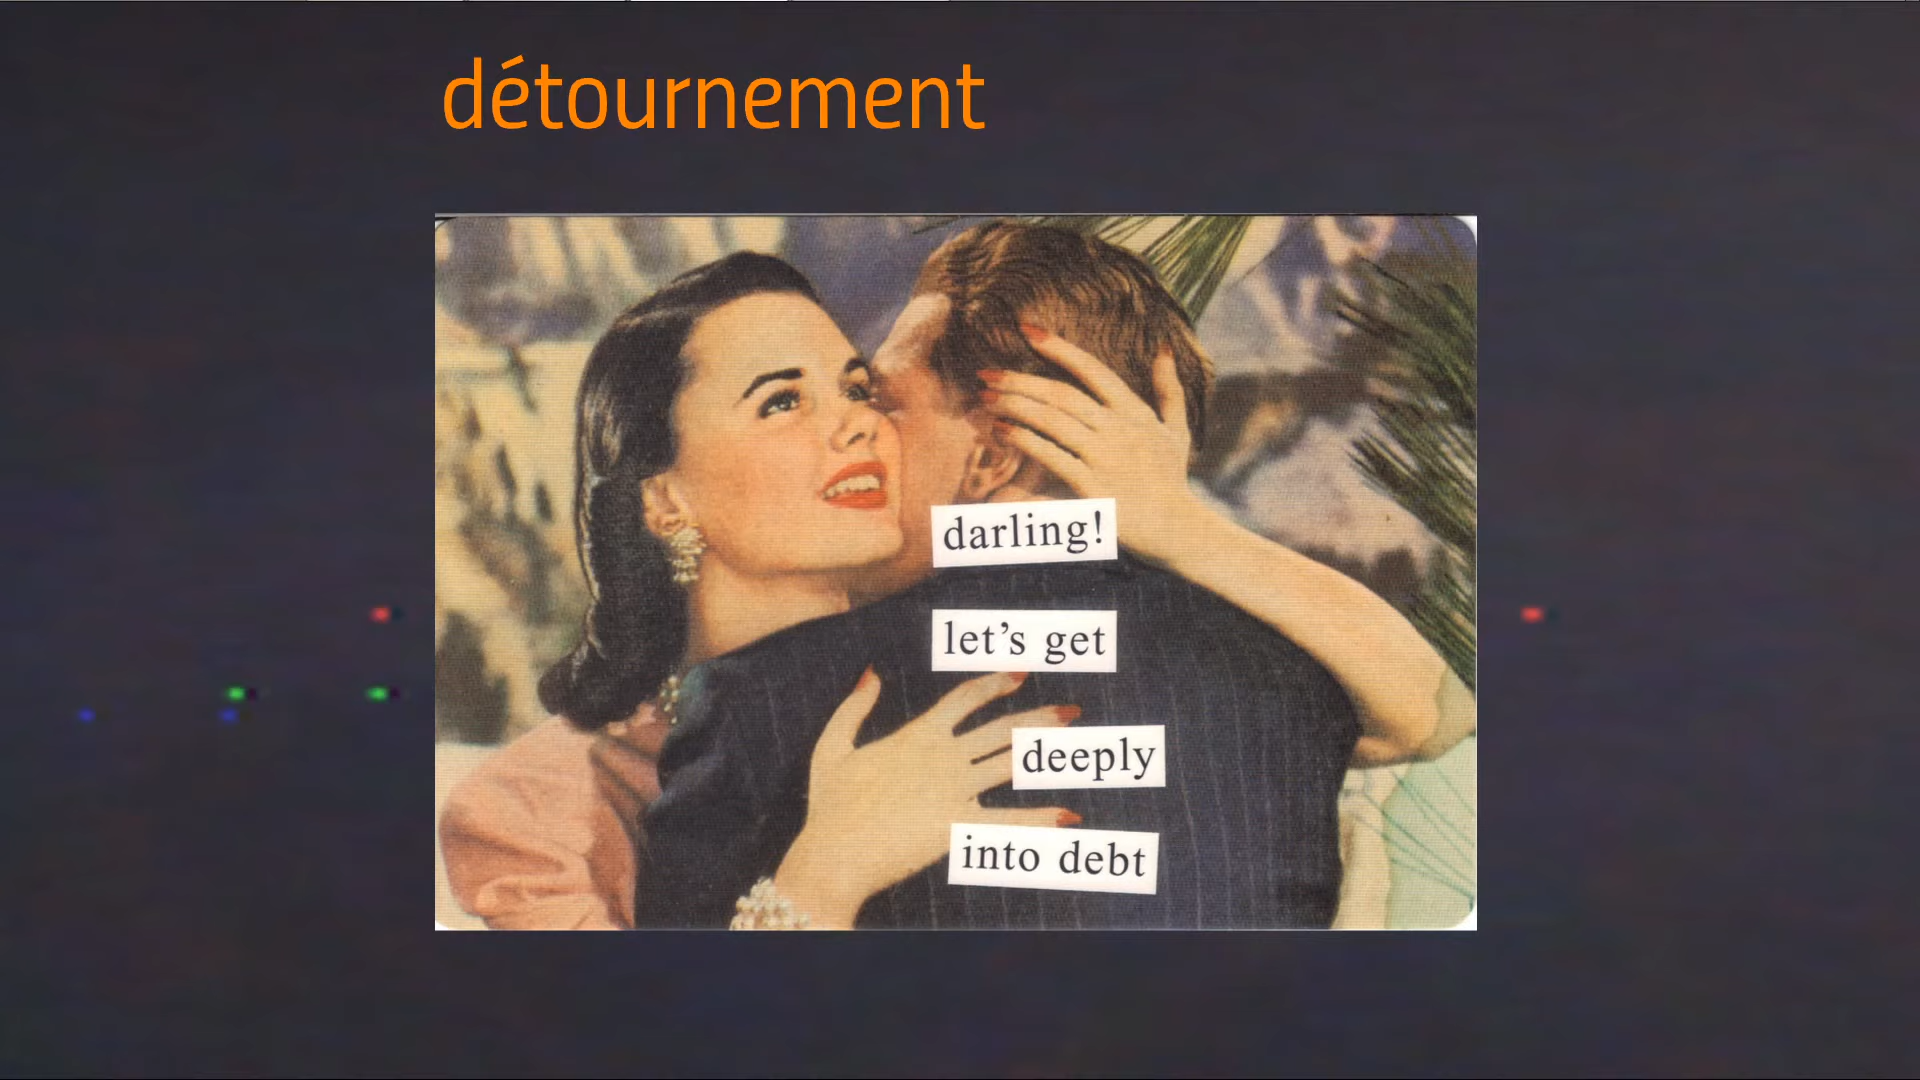 détournement
darling!
let’s get
deeply
into debt